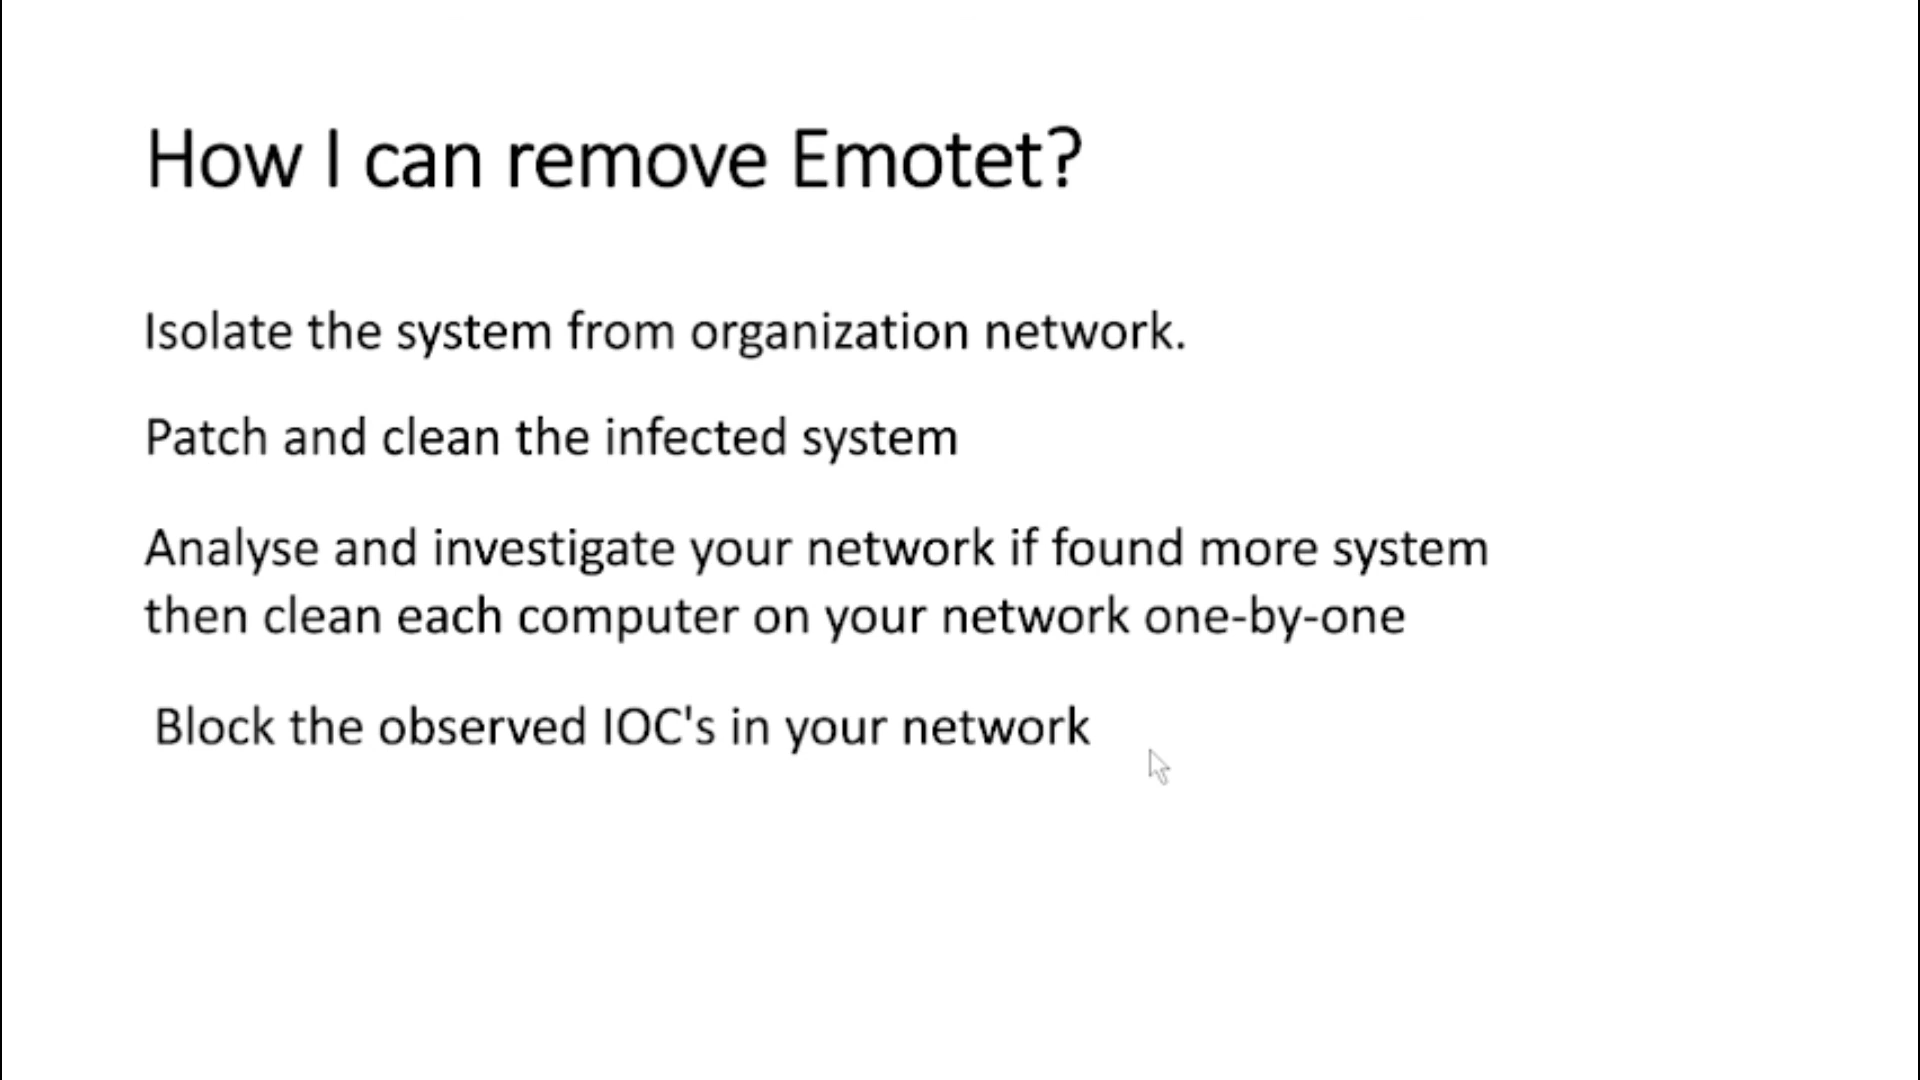 How I can remove Emotet?
Isolate the system from organization network.
Patch and clean the infected system
Analyse and investigate your network if found more system
then clean each computer on your network one-by-one
Block the observed IOC's in your network